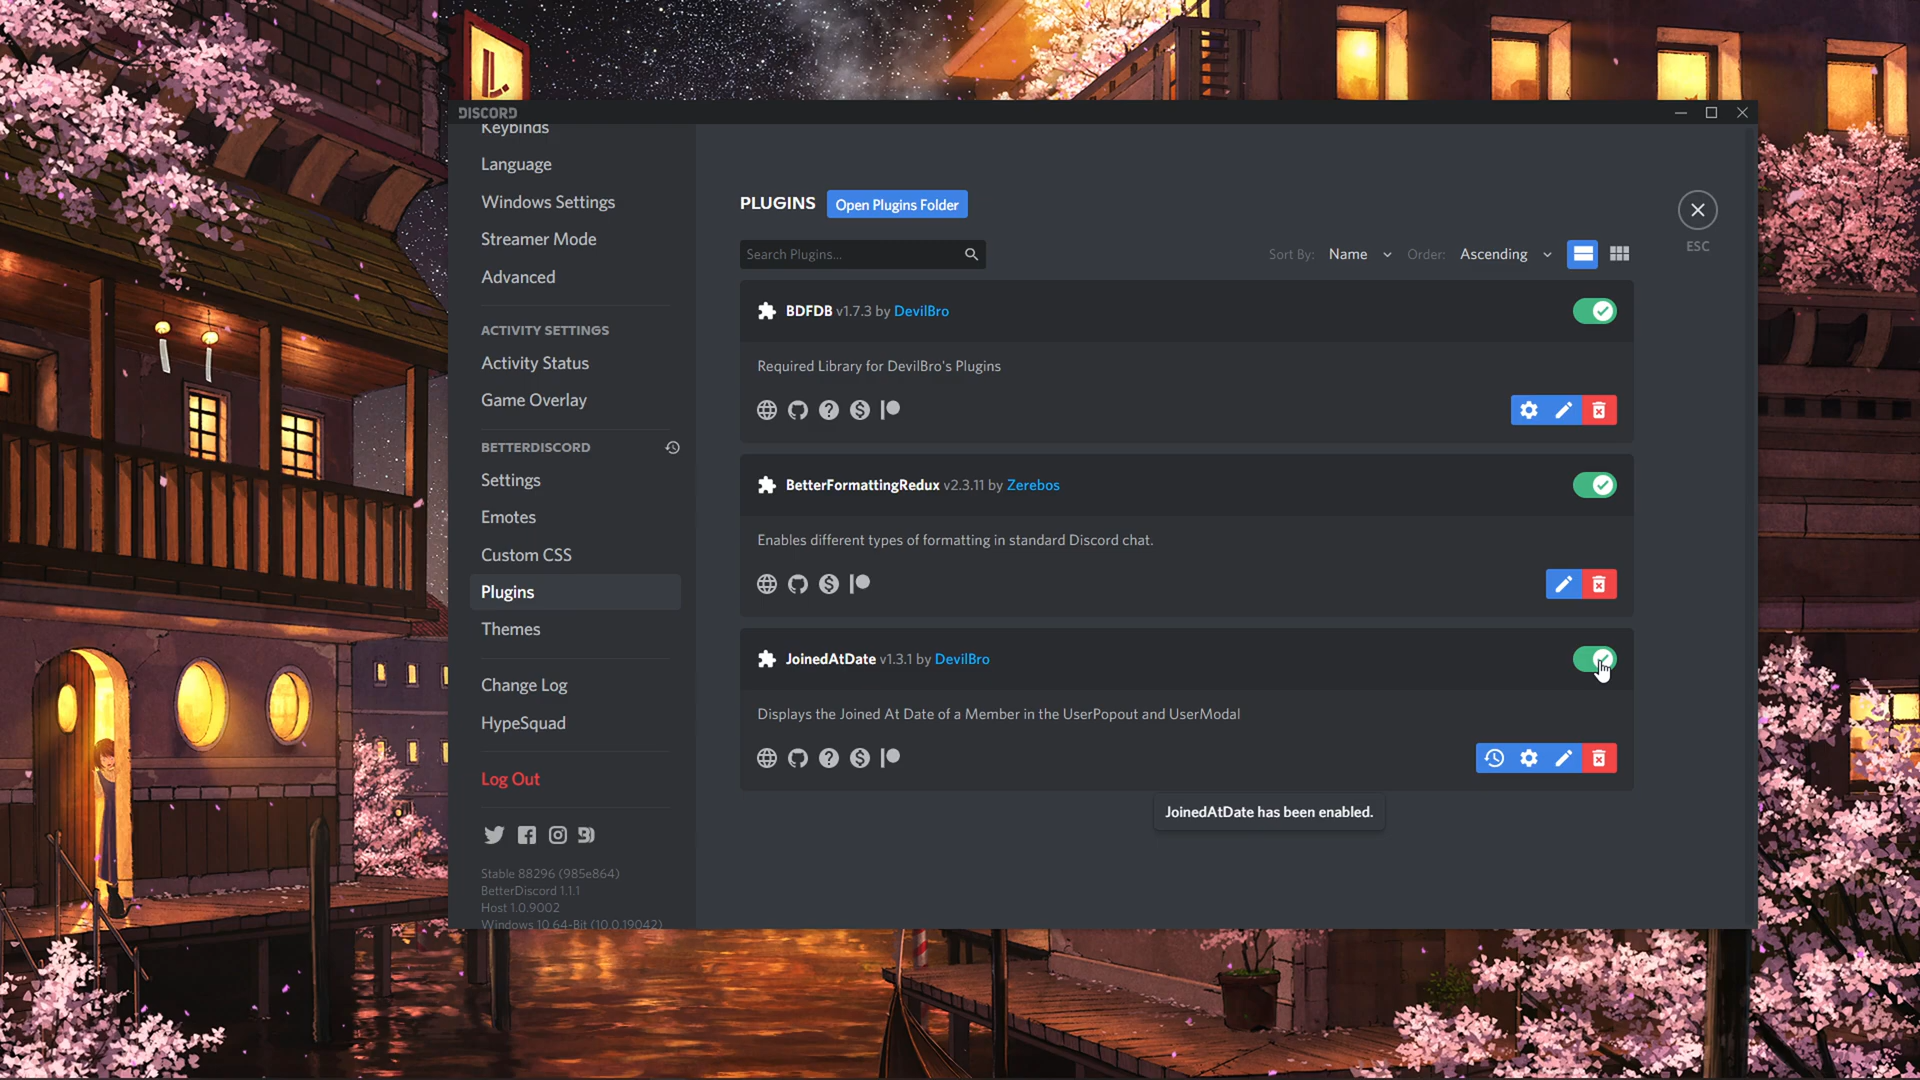 DISCORD
Keybinds
Language
Windows Settings
Streamer Mode
Advanced
ACTIVITY SETTINGS
Activity Status
Game Overlay
BETTERDISCORD
Settings
Emotes
Custom CSS
Plugins
Themes
Change Log
HypeSquad
Log Out
Stable 88296 (985e864)
BetterDiscord 1.1.1
Host 1.0.9002
Windows 10 64-Bit (10.0.19042)
PLUGINS Open Plugins Folder
ESC
Search Plugins...
Sort By: Name Order: Ascending
BDFDB v1.7.3 by DevilBro
Required Library for DevilBro's Plugins
BetterFormattingRedux v2.3.11 by Zerebos
Enables different types of formatting in standard Discord chat.
JoinedAtDate v1.3.1 by DevilBro
Displays the Joined At Date of a Member in the UserPopout and UserModal
JoinedAtDate has been enabled.